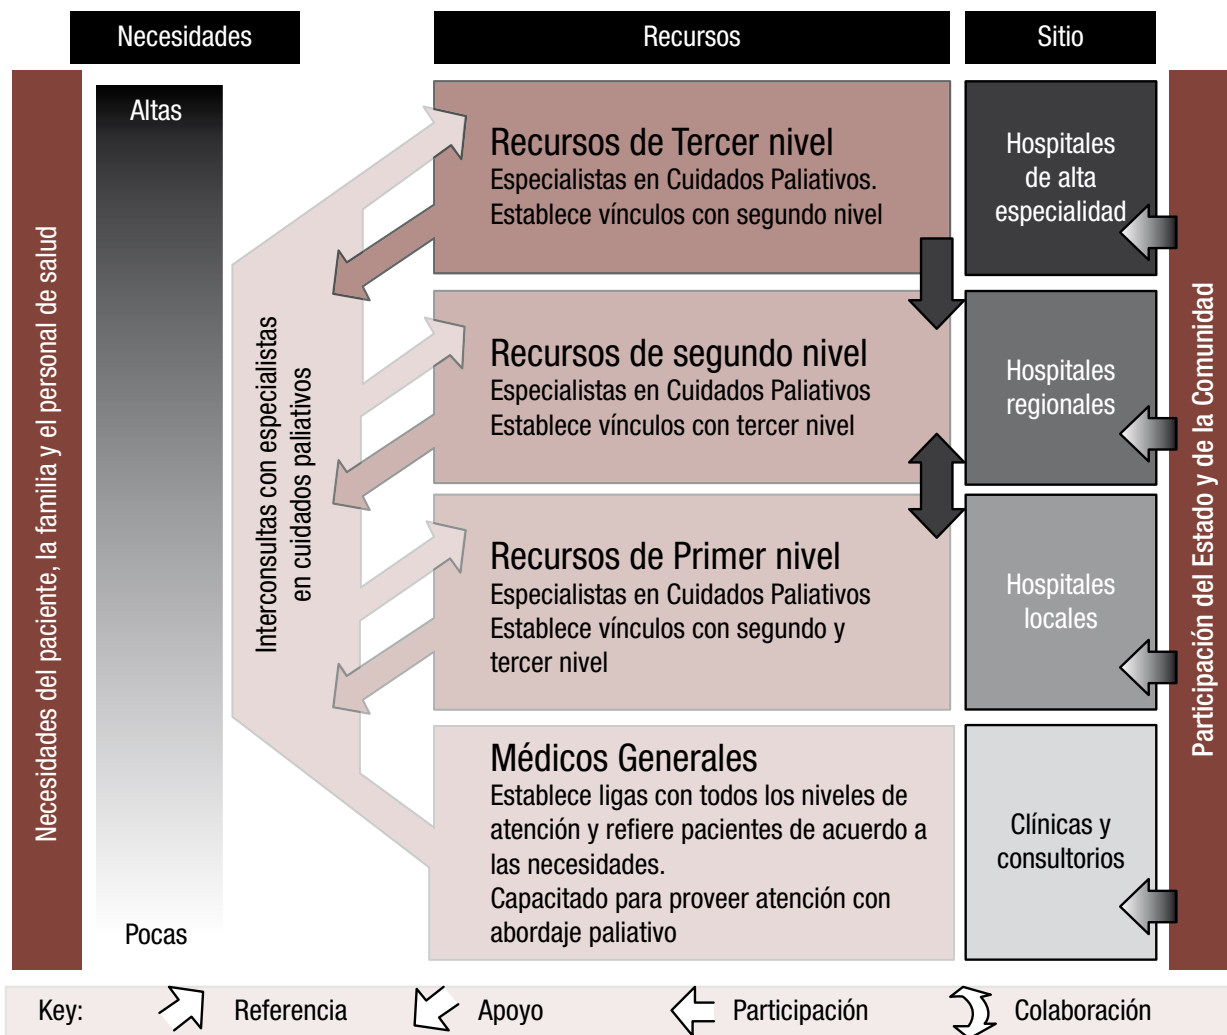 Necesidades
Recursos
Sitio
Necesidades del paciente, la familia y el personal de salud
Altas
Pocas
Interconsultas con especialistas
en cuidados paliativos
Recursos de Tercer nivel
Especialistas en Cuidados Paliativos.
Establece vínculos con segundo nivel
Hospitales
de alta
especialidad
Recursos de segundo nivel
Especialistas en Cuidados Paliativos
Establece vínculos con tercer nivel
Hospitales
regionales
Recursos de Primer nivel
Especialistas en Cuidados Paliativos
Establece vínculos con segundo y
tercer nivel
Hospitales
locales
Médicos Generales
Establece ligas con todos los niveles de
atención y refiere pacientes de acuerdo a
las necesidades.
Capacitado para proveer atención con
abordaje paliativo
Clínicas y
consultorios
Participación del Estado y de la Comunidad
Key:
Referencia
Apoyo
Participación
Colaboración